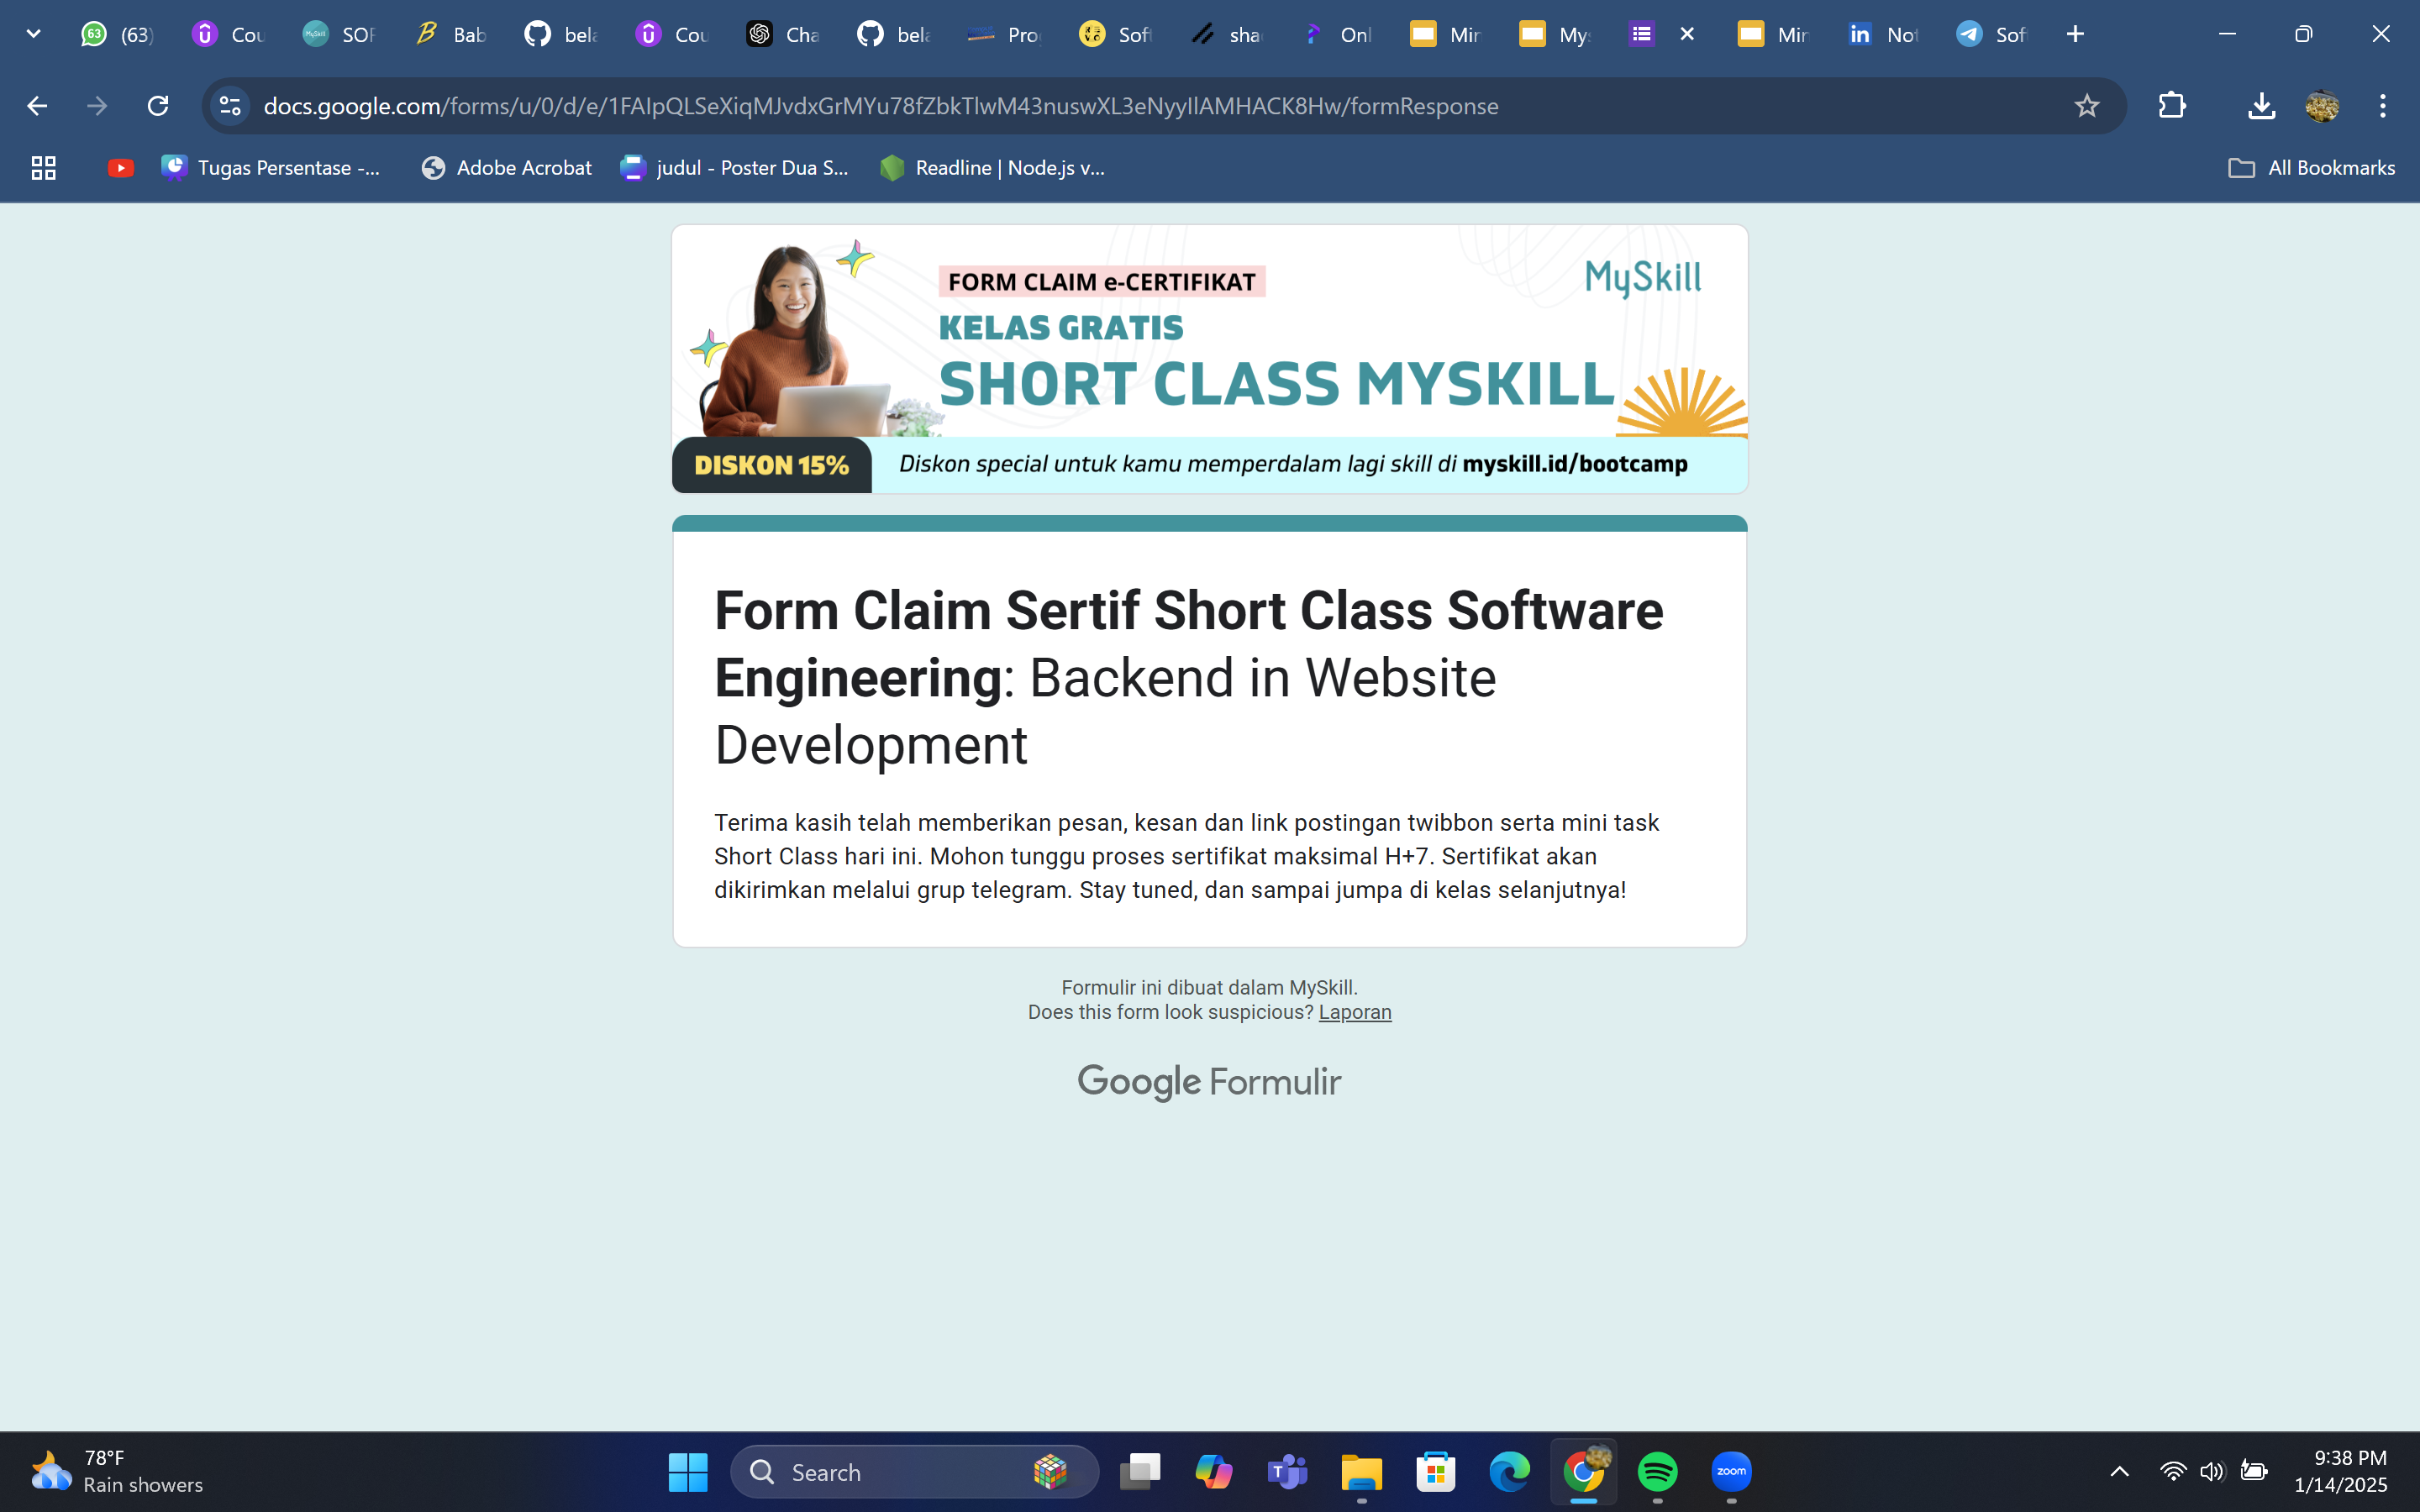 (63)
Cou
SOF
Bab
bela
Cou
Cha
bela
Pro
Soft
sha
Onl
Min
Mys
Min
Not
Sof
docs.google.com/forms/u/0/d/e/1FAIpQLSeXiqMJvdxGrMYu78fZbkTlwM43nuswXL3eNyyIlAMHACK8Hw/formResponse
Tugas Persentase -...
Adobe Acrobat
judul - Poster Dua S...
Readline | Node.js v...
All Bookmarks
FORM CLAIM e-CERTIFIKAT
MySkill
KELAS GRATIS
SHORT CLASS MYSKILL
DISKON 15%
Diskon special untuk kamu memperdalam lagi skill di myskill.id/bootcamp
Form Claim Sertif Short Class Software
Engineering: Backend in Website
Development
Terima kasih telah memberikan pesan, kesan dan link postingan twibbon serta mini task
Short Class hari ini. Mohon tunggu proses sertifikat maksimal H+7. Sertifikat akan
dikirimkan melalui grup telegram. Stay tuned, dan sampai jumpa di kelas selanjutnya!
Formulir ini dibuat dalam MySkill.
Does this form look suspicious? Laporan
Google Formulir
78°F
Rain showers
Search
zoom
9:38 PM
1/14/2025